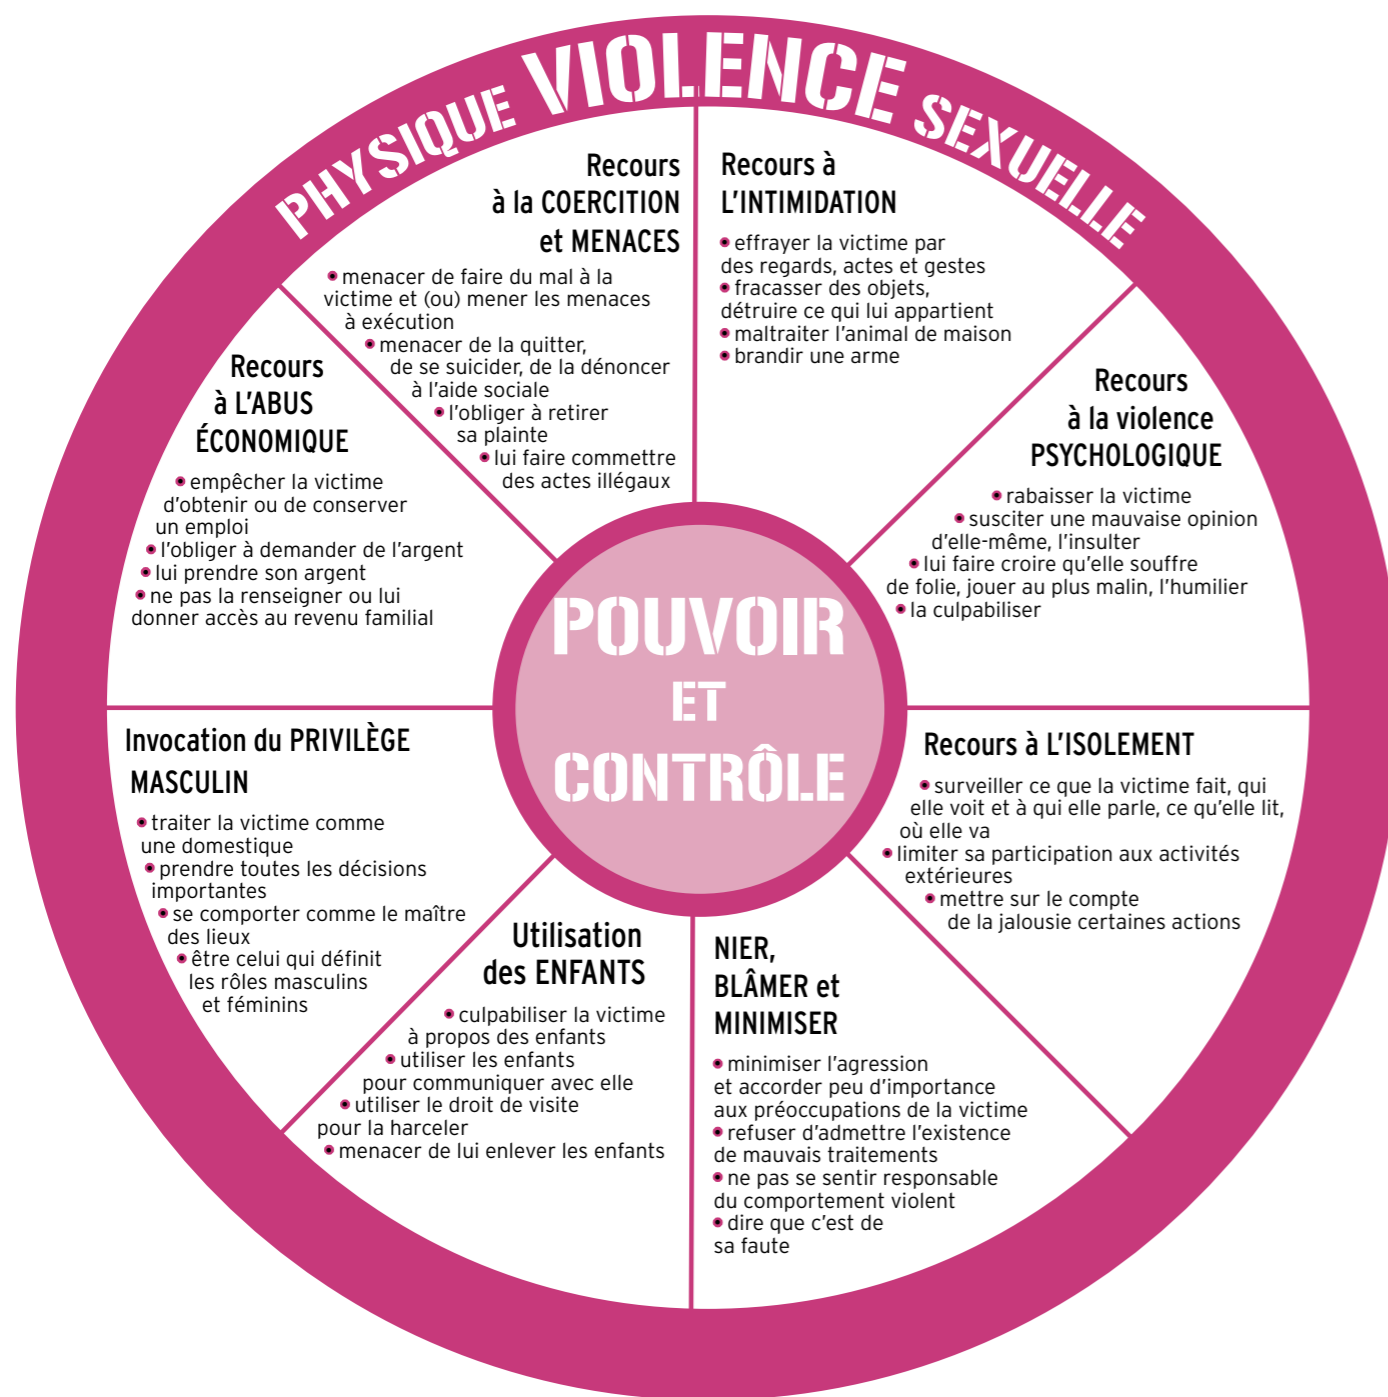 PHYSIQUE VIOLENCE SEXUELLE
Recours
à la COERCITION
et MENACES
• menacer de faire du mal à la
victime et (ou) mener les menaces
à exécution
• menacer de la quitter,
de se suicider, de la dénoncer
à l'aide sociale
• l'obliger à retirer
sa plainte
• lui faire commettre
des actes illégaux
Recours à
L'INTIMIDATION
• effrayer la victime par
des regards, actes et gestes
• fracasser des objets,
détruire ce qui lui appartient
• maltraiter l'animal de maison
• brandir une arme
Recours
à la violence
PSYCHOLOGIQUE
• rabaisser la victime
• susciter une mauvaise opinion
d'elle-même, l'insulter
• lui faire croire qu'elle souffre
de folie, jouer au plus malin, l'humilier
• la culpabiliser
Recours à L'ISOLEMENT
• surveiller ce que la victime fait, qui
elle voit et à qui elle parle, ce qu'elle lit,
où elle va
• limiter sa participation aux activités
extérieures
• mettre sur le compte
de la jalousie certaines actions
NIER,
BLÂMER et
MINIMISER
• minimiser l'agression
et accorder peu d'importance
aux préoccupations de la victime
• refuser d'admettre l'existence
de mauvais traitements
• ne pas se sentir responsable
du comportement violent
• dire que c'est de
sa faute
Utilisation
des ENFANTS
• culpabiliser la victime
à propos des enfants
• utiliser les enfants
pour communiquer avec elle
• utiliser le droit de visite
pour la harceler
• menacer de lui enlever les enfants
Invocation du PRIVILÈGE
MASCULIN
• traiter la victime comme
une domestique
• prendre toutes les décisions
importantes
• se comporter comme le maître
des lieux
• être celui qui définit
les rôles masculins
et féminins
Recours
à L'ABUS
ÉCONOMIQUE
• empêcher la victime
d'obtenir ou de conserver
un emploi
• l'obliger à demander de l'argent
• lui prendre son argent
• ne pas la renseigner ou lui
donner accès au revenu familial
POUVOIR
ET
CONTRÔLE